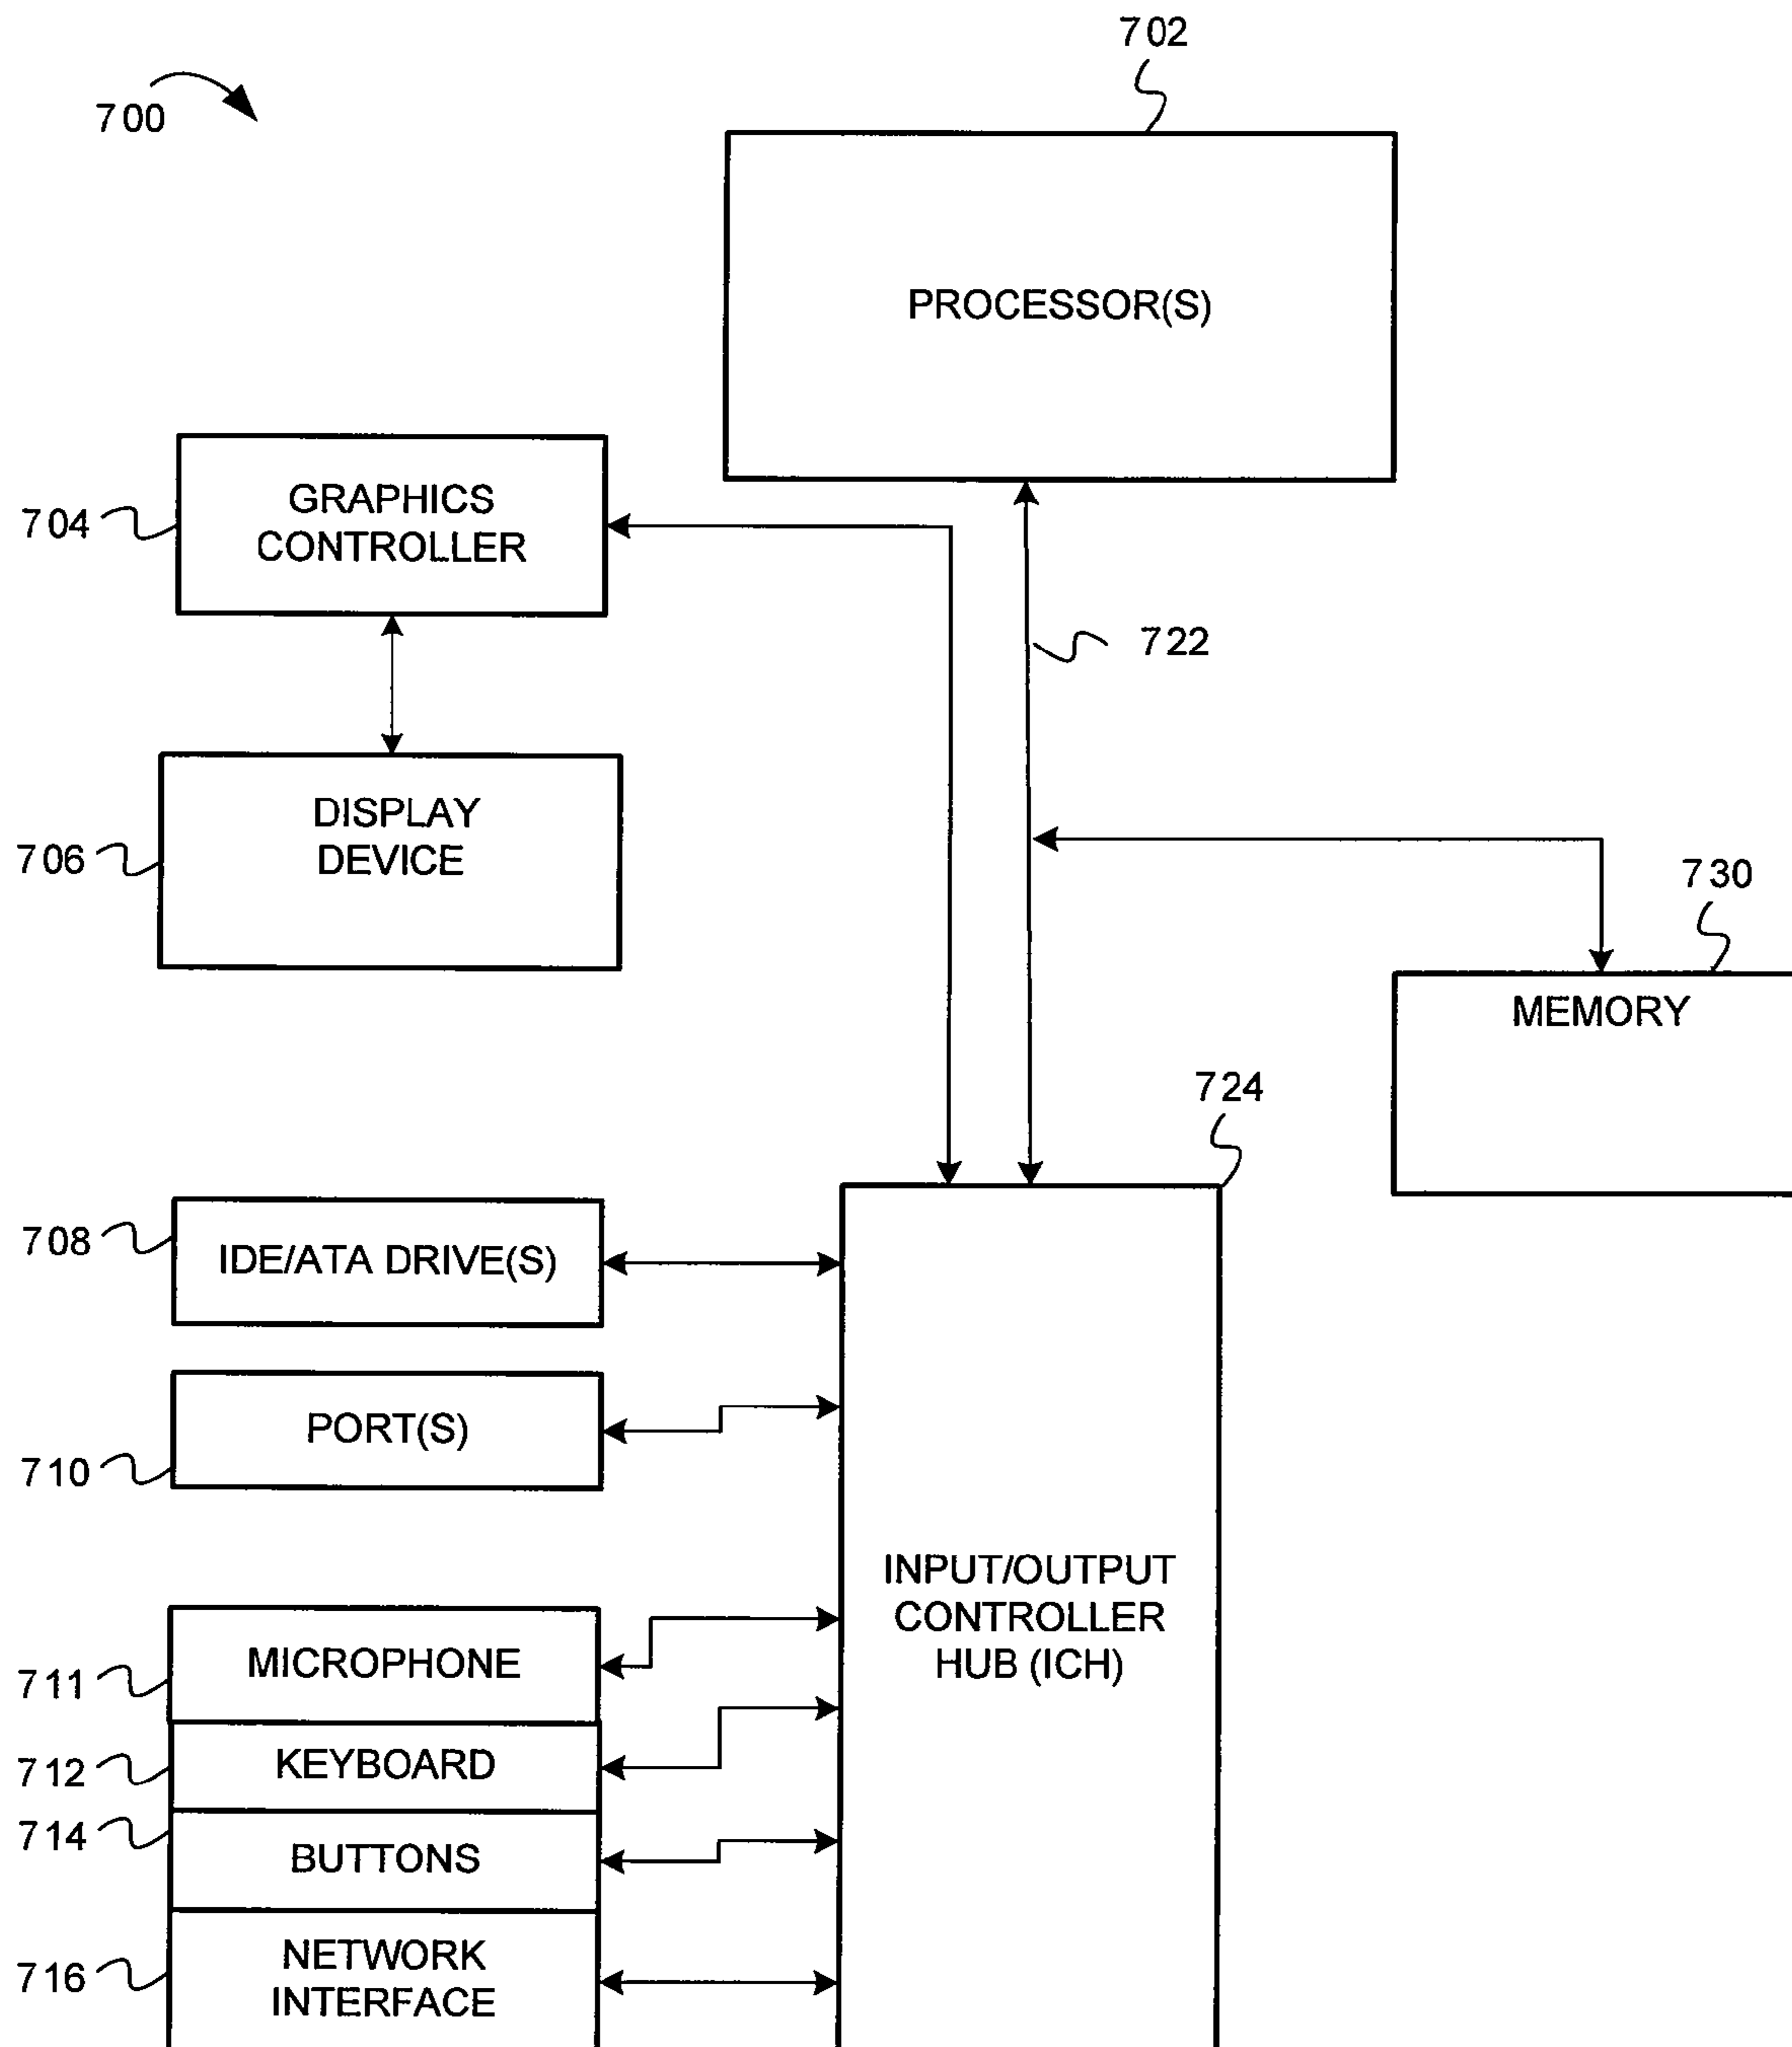 702
700
PROCESSOR(S)
704
GRAPHICS
CONTROLLER
722
706
DISPLAY
DEVICE
730
MEMORY
724
708
IDE/ATA DRIVE(S)
710
PORT(S)
INPUT/OUTPUT
CONTROLLER
HUB (ICH)
711
MICROPHONE
712
KEYBOARD
714
BUTTONS
716
NETWORK
INTERFACE